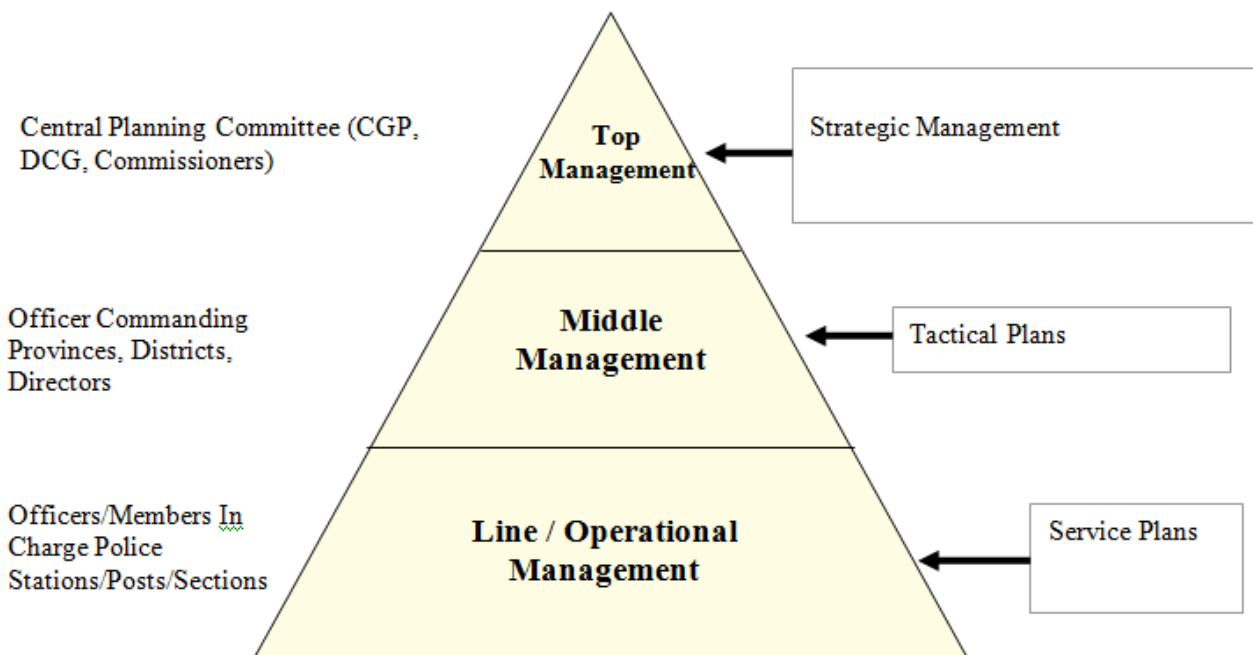 Central Planning Committee (CGP,
DCG, Commissioners)
Top
Management
Strategic Management
Officer Commanding
Provinces, Districts,
Directors
Middle
Management
Tactical Plans
Officers/Members In
Charge Police
Stations/Posts/Sections
Line / Operational
Management
Service Plans